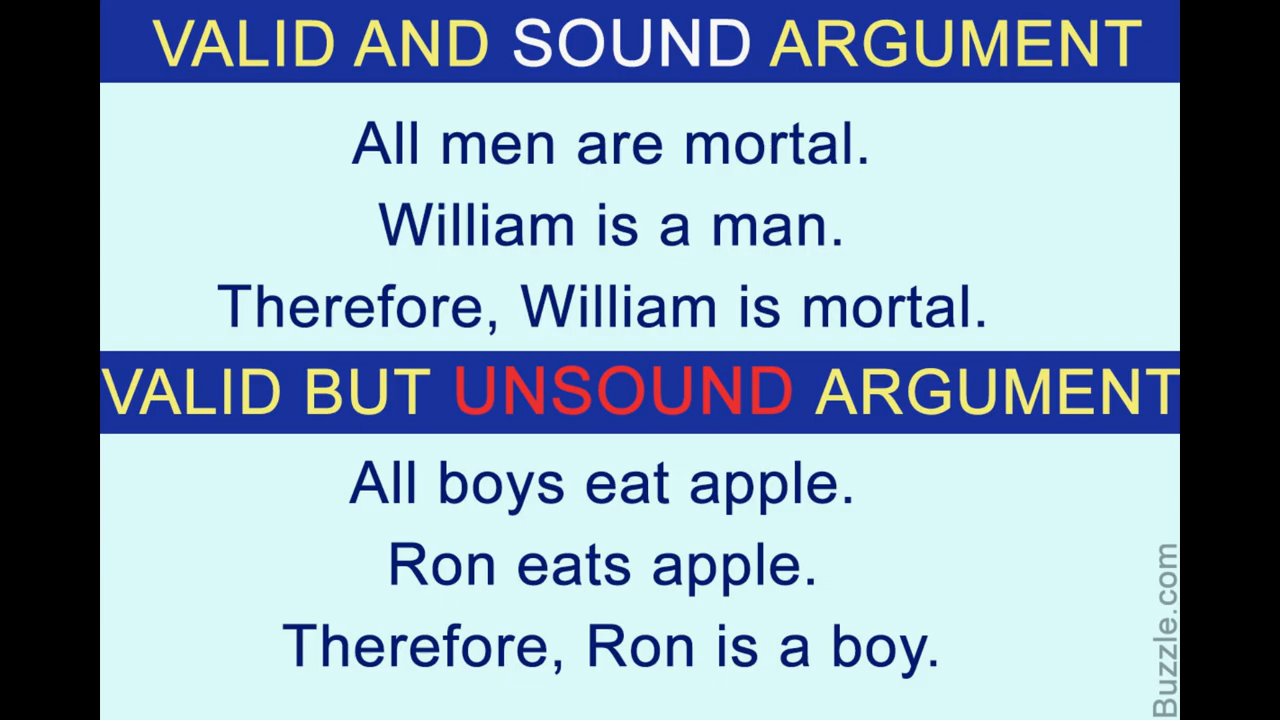 VALID AND SOUND ARGUMENT
All men are mortal.
William is a man.
Therefore, William is mortal.
VALID BUT UNSOUND ARGUMENT
All boys eat apple.
Ron eats apple.
Therefore, Ron is a boy.
Buzzle.com